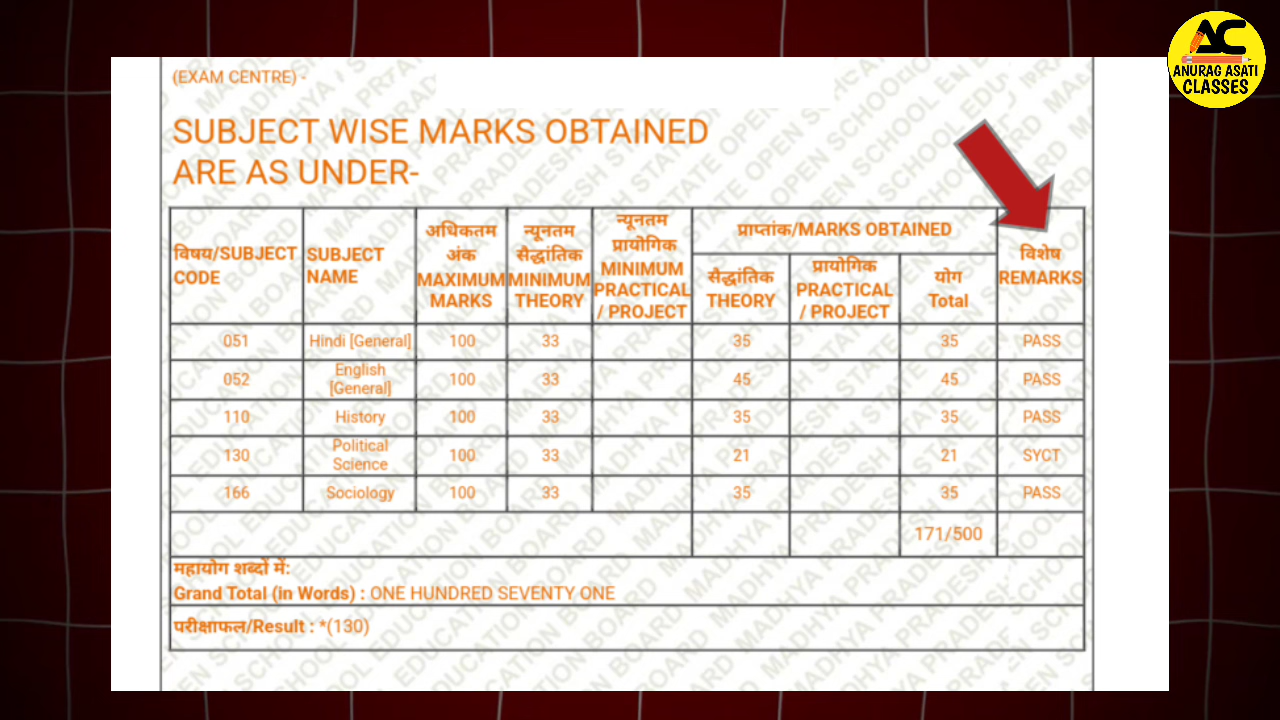 AC
ANURAG ASATI
CLASSES
(EXAM CENTRE) -
SUBJECT WISE MARKS OBTAINED
ARE AS UNDER-
विषय/SUBJECT CODE SUBJECT NAME अधिकतम अंक MAXIMUM MARKS न्यूनतम सैद्धांतिक MINIMUM THEORY न्यूनतम प्रायोगिक MINIMUM PRACTICAL / PROJECT प्राप्तांक/MARKS OBTAINED विशेष REMARKS
सैद्धांतिक THEORY प्रायोगिक PRACTICAL / PROJECT योग Total
051 Hindi [General] 100 33 35 35 PASS
052 English [General] 100 33 45 45 PASS
110 History 100 33 35 35 PASS
130 Political Science 100 33 21 21 SYCT
166 Sociology 100 33 35 35 PASS
171/500
महायोग शब्दों में:
Grand Total (in Words) : ONE HUNDRED SEVENTY ONE
परीक्षाफल/Result : *(130)